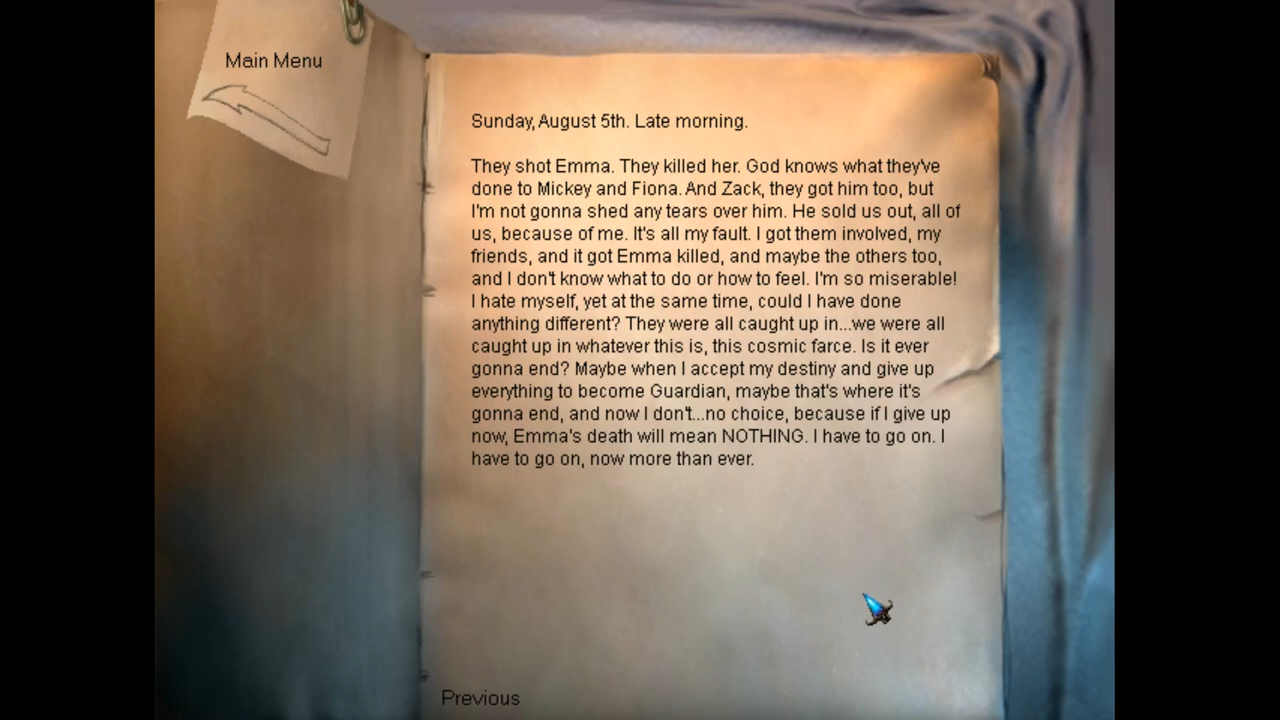 Main Menu
Sunday, August 5th. Late morning.
They shot Emma. They killed her. God knows what they've
done to Mickey and Fiona. And Zack, they got him too, but
I'm not gonna shed any tears over him. He sold us out, all of
us, because of me. It's all my fault. I got them involved, my
friends, and it got Emma killed, and maybe the others too,
and I don't know what to do or how to feel. I'm so miserable!
I hate myself, yet at the same time, could I have done
anything different? They were all caught up in...we were all
caught up in whatever this is, this cosmic farce. Is it ever
gonna end? Maybe when I accept my destiny and give up
everything to become Guardian, maybe that's where it's
gonna end, and now I don't...no choice, because if I give up
now, Emma's death will mean NOTHING. I have to go on. I
have to go on, now more than ever.
Previous